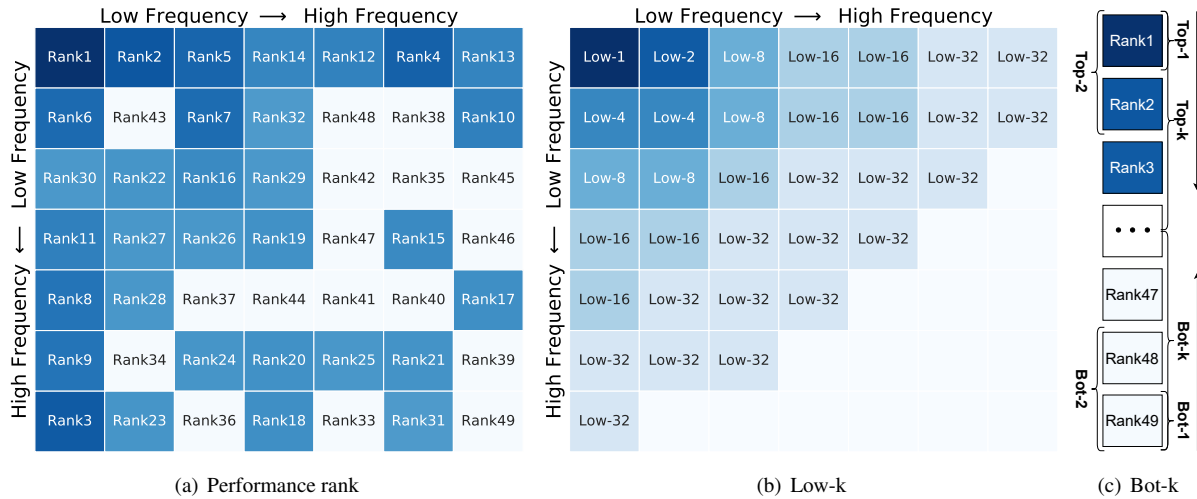 Low Frequency → High Frequency
Low Frequency → High Frequency
High Frequency ← Low Frequency
Rank1 Rank2 Rank5 Rank14 Rank12 Rank4 Rank13
Rank6 Rank43 Rank7 Rank32 Rank48 Rank38 Rank10
Rank30 Rank22 Rank16 Rank29 Rank42 Rank35 Rank45
Rank11 Rank27 Rank26 Rank19 Rank47 Rank15 Rank46
Rank8 Rank28 Rank37 Rank44 Rank41 Rank40 Rank17
Rank9 Rank34 Rank24 Rank20 Rank25 Rank21 Rank39
Rank3 Rank23 Rank36 Rank18 Rank33 Rank31 Rank49
High Frequency ← Low Frequency
Low-1 Low-2 Low-8 Low-16 Low-16 Low-32 Low-32
Low-4 Low-4 Low-8 Low-16 Low-16 Low-32 Low-32
Low-8 Low-8 Low-16 Low-32 Low-32 Low-32
Low-16 Low-16 Low-32 Low-32 Low-32
Low-16 Low-32 Low-32 Low-32
Low-32 Low-32 Low-32
Low-32
Top-2
Rank1
Top-1
Rank2
Top-k
Rank3
• • •
Rank47
Bot-k
Bot-2
Rank48
Rank49
Bot-1
(a) Performance rank
(b) Low-k
(c) Bot-k